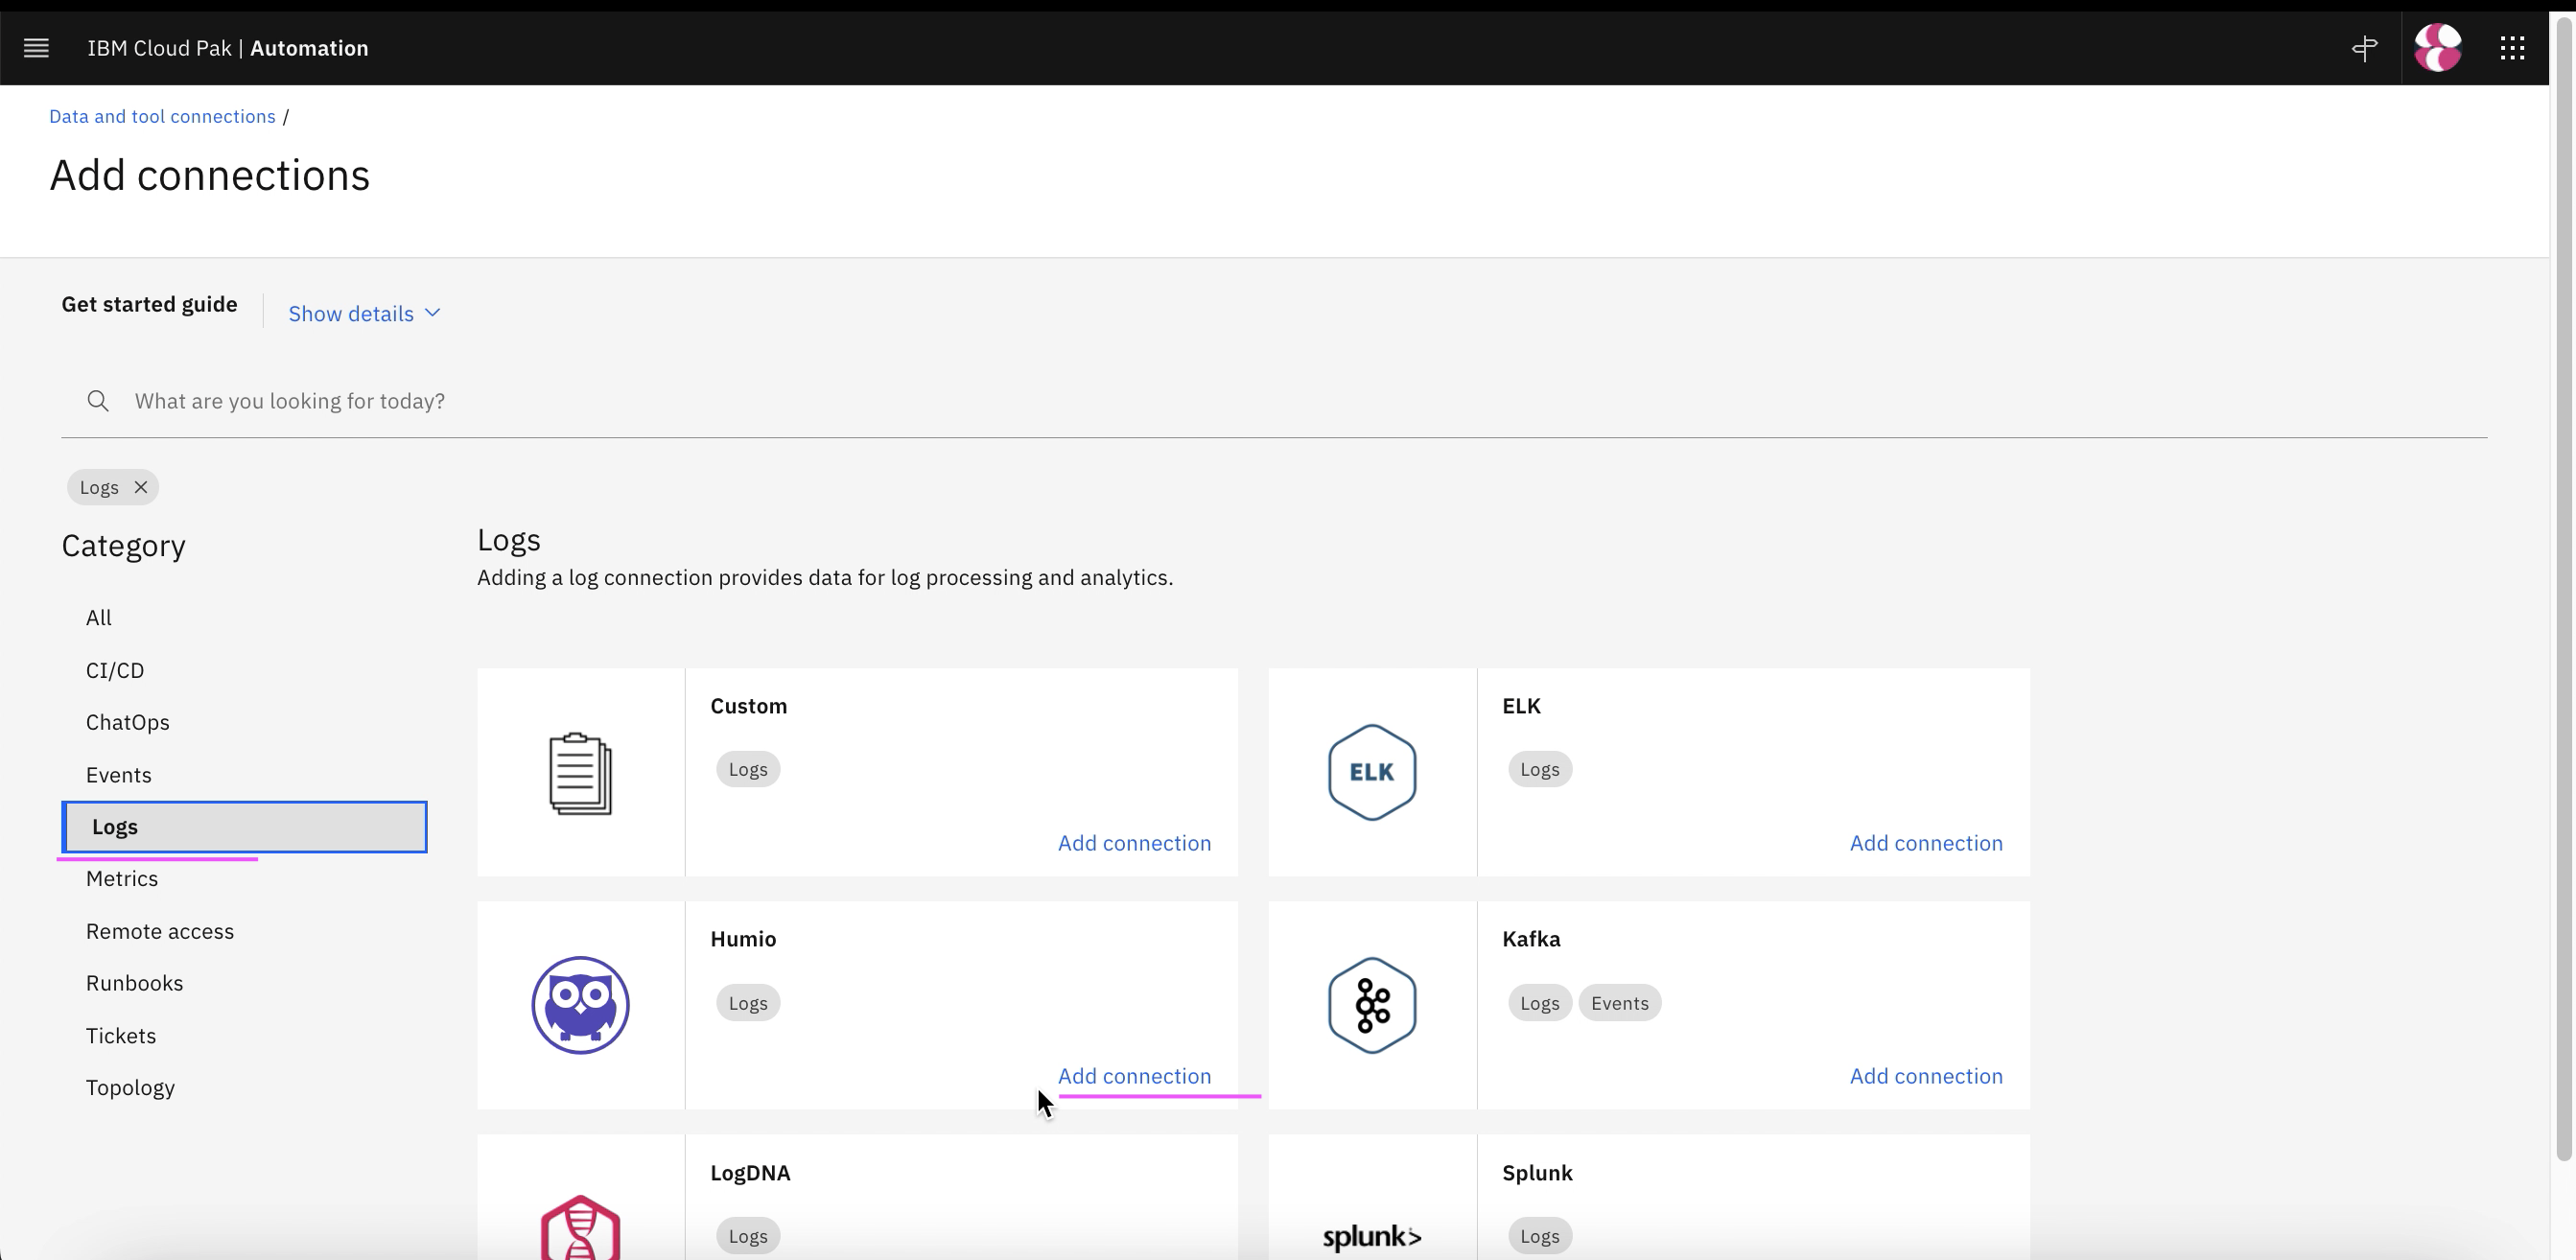 IBM Cloud Pak | Automation
Data and tool connections /
Add connections
Get started guide
Show details
What are you looking for today?
Logs
Category
All
CI/CD
ChatOps
Events
Logs
Metrics
Remote access
Runbooks
Tickets
Topology
Logs
Adding a log connection provides data for log processing and analytics.
Custom
Logs
Add connection
ELK
ELK
Logs
Add connection
Humio
Logs
Add connection
Kafka
Logs Events
Add connection
LogDNA
Logs
splunk>
Splunk
Logs